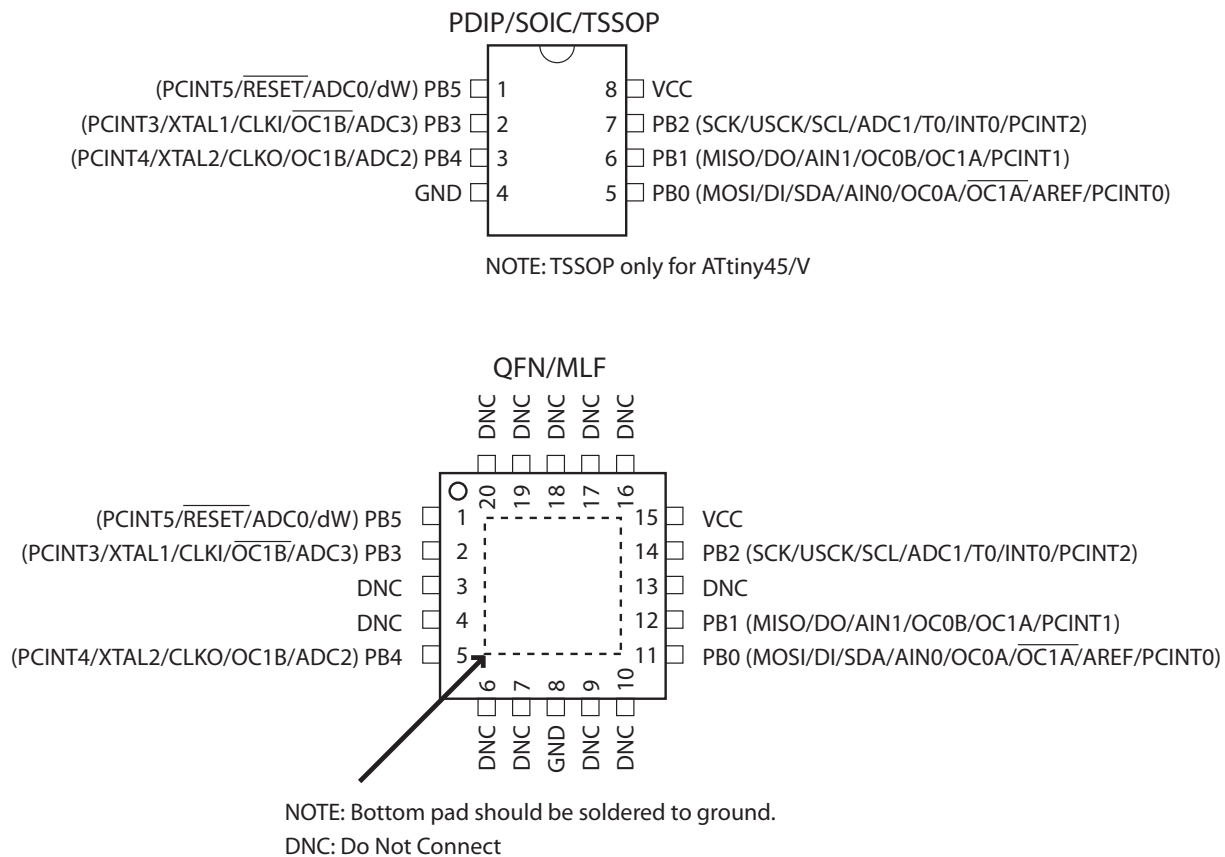 PDIP/SOIC/TSSOP
(PCINT5/RESET/ADC0/dW) PB5 1 8 VCC
(PCINT3/XTAL1/CLKI/OC1B/ADC3) PB3 2 7 PB2 (SCK/USCK/SCL/ADC1/T0/INT0/PCINT2)
(PCINT4/XTAL2/CLKO/OC1B/ADC2) PB4 3 6 PB1 (MISO/DO/AIN1/OC0B/OC1A/PCINT1)
GND 4 5 PB0 (MOSI/DI/SDA/AIN0/OC0A/OC1A/AREF/PCINT0)
NOTE: TSSOP only for ATtiny45/V
QFN/MLF
DNC DNC DNC DNC DNC
20 19 18 17 16
(PCINT5/RESET/ADC0/dW) PB5 1 15 VCC
(PCINT3/XTAL1/CLKI/OC1B/ADC3) PB3 2 14 PB2 (SCK/USCK/SCL/ADC1/T0/INT0/PCINT2)
DNC 3 13 DNC
DNC 4 12 PB1 (MISO/DO/AIN1/OC0B/OC1A/PCINT1)
(PCINT4/XTAL2/CLKO/OC1B/ADC2) PB4 5 11 PB0 (MOSI/DI/SDA/AIN0/OC0A/OC1A/AREF/PCINT0)
6 7 8 9 10
DNC DNC GND DNC DNC
NOTE: Bottom pad should be soldered to ground.
DNC: Do Not Connect